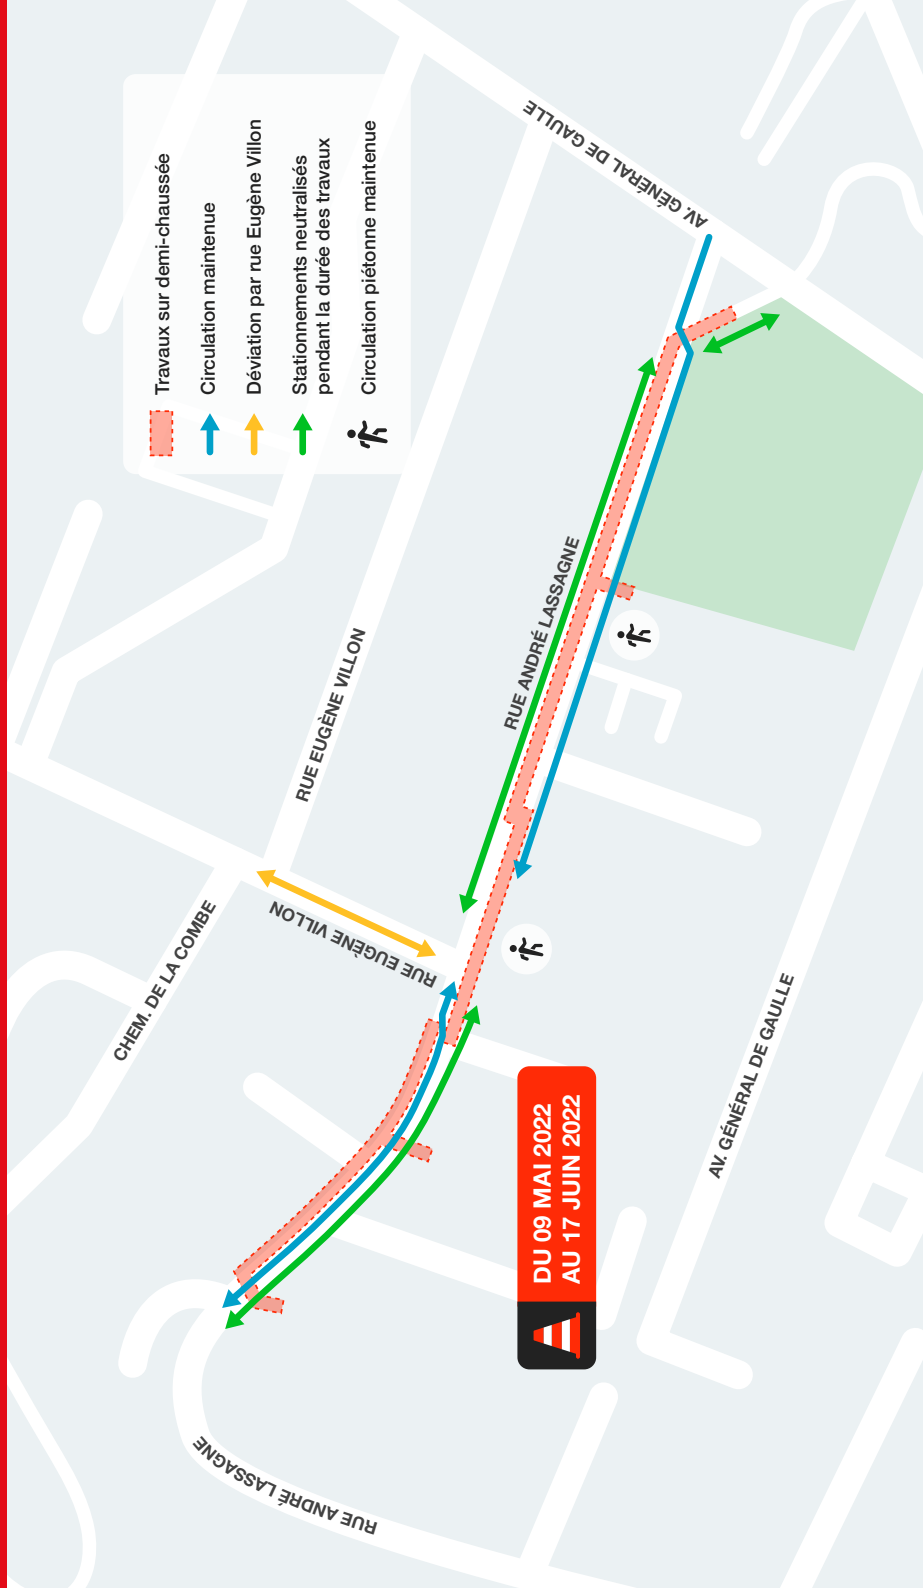 Travaux sur demi-chaussée
Circulation maintenue
Déviation par rue Eugène Villon
Stationnements neutralisés
pendant la durée des travaux
Circulation piétonne maintenue
AV. GÉNÉRAL DE GAULLE
RUE ANDRÉ LASSAGNE
RUE EUGÈNE VILLON
RUE EUGÈNE VILLON
CHEM. DE LA COMBE
AV. GÉNÉRAL DE GAULLE
DU 09 MAI 2022
AU 17 JUIN 2022
RUE ANDRÉ LASSAGNE